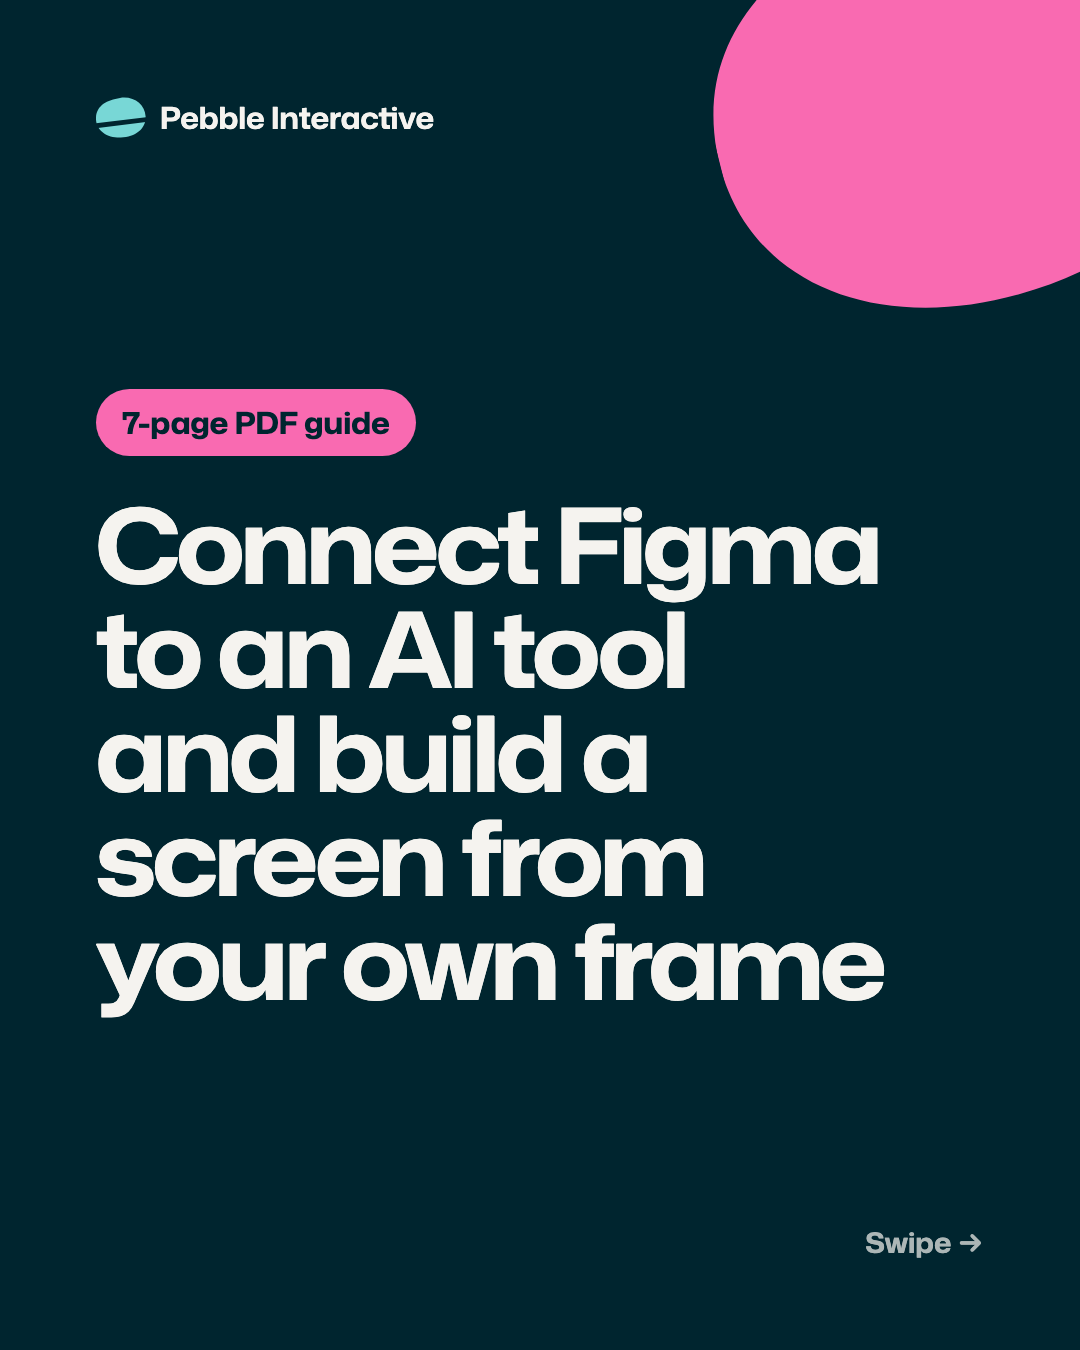 Pebble Interactive
7-page PDF guide
Connect Figma
to an AI tool
and build a
screen from
your own frame
Swipe →